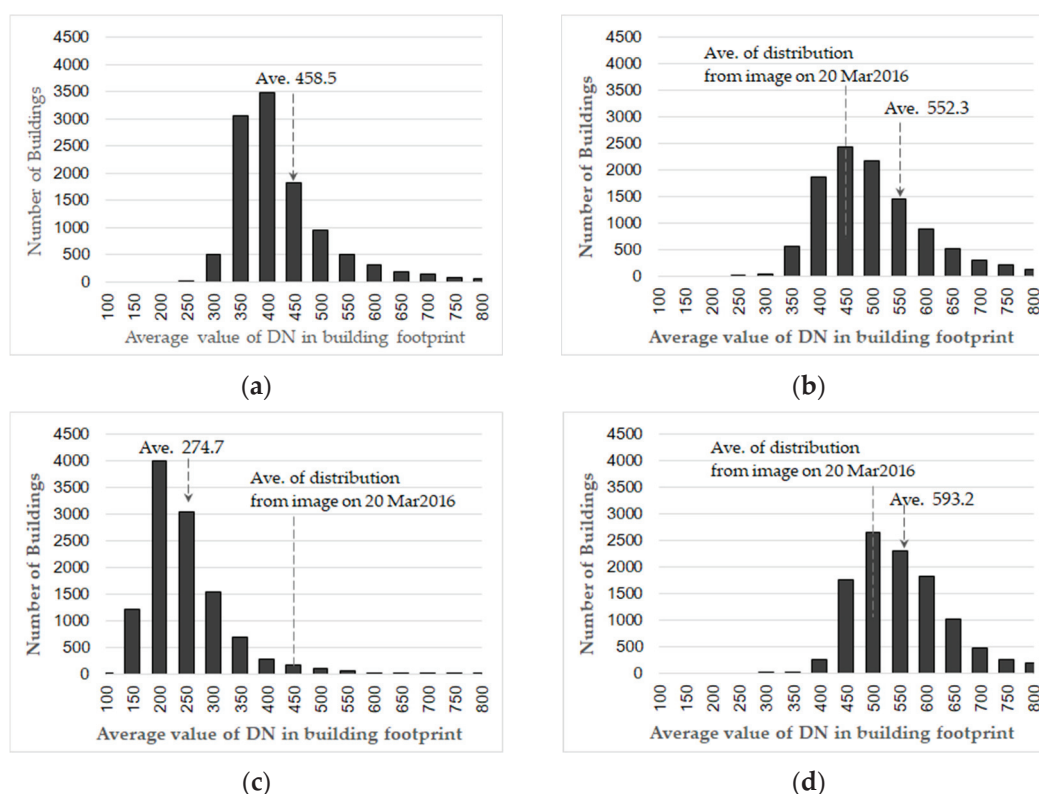 4500
4000
3500
3000
2500
2000
1500
1000
500
0
Number of Buildings
Ave. 458.5
100 150 200 250 300 350 400 450 500 550 600 650 700 750 800
Average value of DN in building footprint
(a)
4500
4000
3500
3000
2500
2000
1500
1000
500
0
Number of Buildings
Ave. of distribution
from image on 20 Mar2016
Ave. 552.3
100 150 200 250 300 350 400 450 500 550 600 650 700 750 800
Average value of DN in building footprint
(b)
4500
4000
3500
3000
2500
2000
1500
1000
500
0
Number of Buildings
Ave. 274.7
Ave. of distribution
from image on 20 Mar2016
100 150 200 250 300 350 400 450 500 550 600 650 700 750 800
Average value of DN in building footprint
(c)
4500
4000
3500
3000
2500
2000
1500
1000
500
0
Number of Buildings
Ave. of distribution
from image on 20 Mar2016
Ave. 593.2
100 150 200 250 300 350 400 450 500 550 600 650 700 750 800
Average value of DN in building footprint
(d)